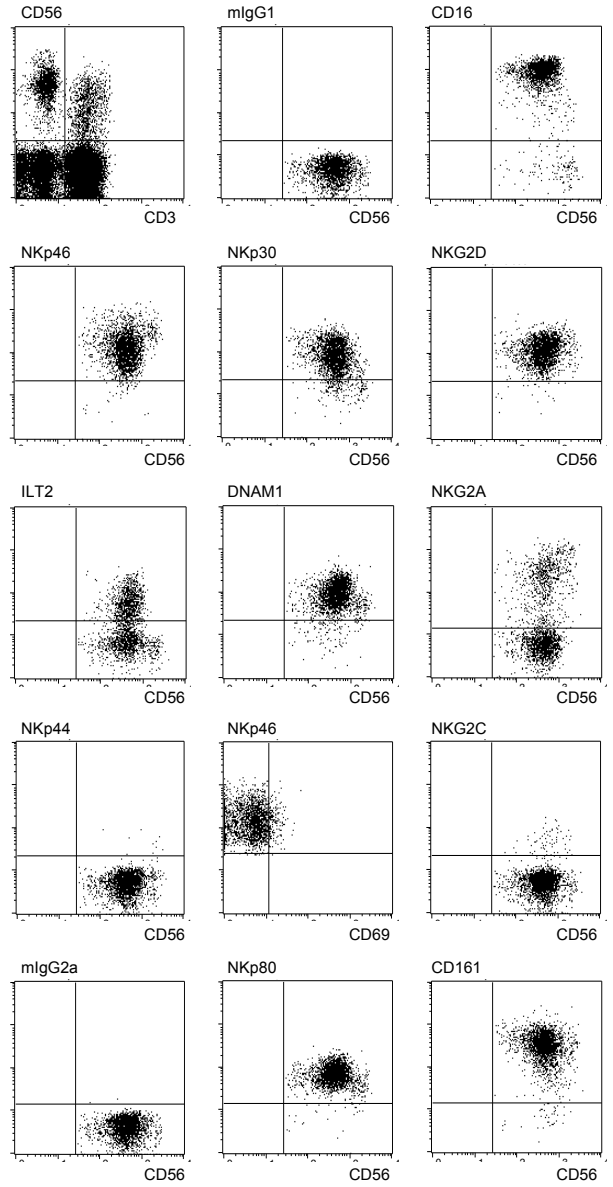 CD56 mIgG1 CD16
CD3 CD56 CD56
NKp46 NKp30 NKG2D
CD56 CD56 CD56
ILT2 DNAM1 NKG2A
CD56 CD56 CD56
NKp44 NKp46 NKG2C
CD56 CD69 CD56
mIgG2a NKp80 CD161
CD56 CD56 CD56